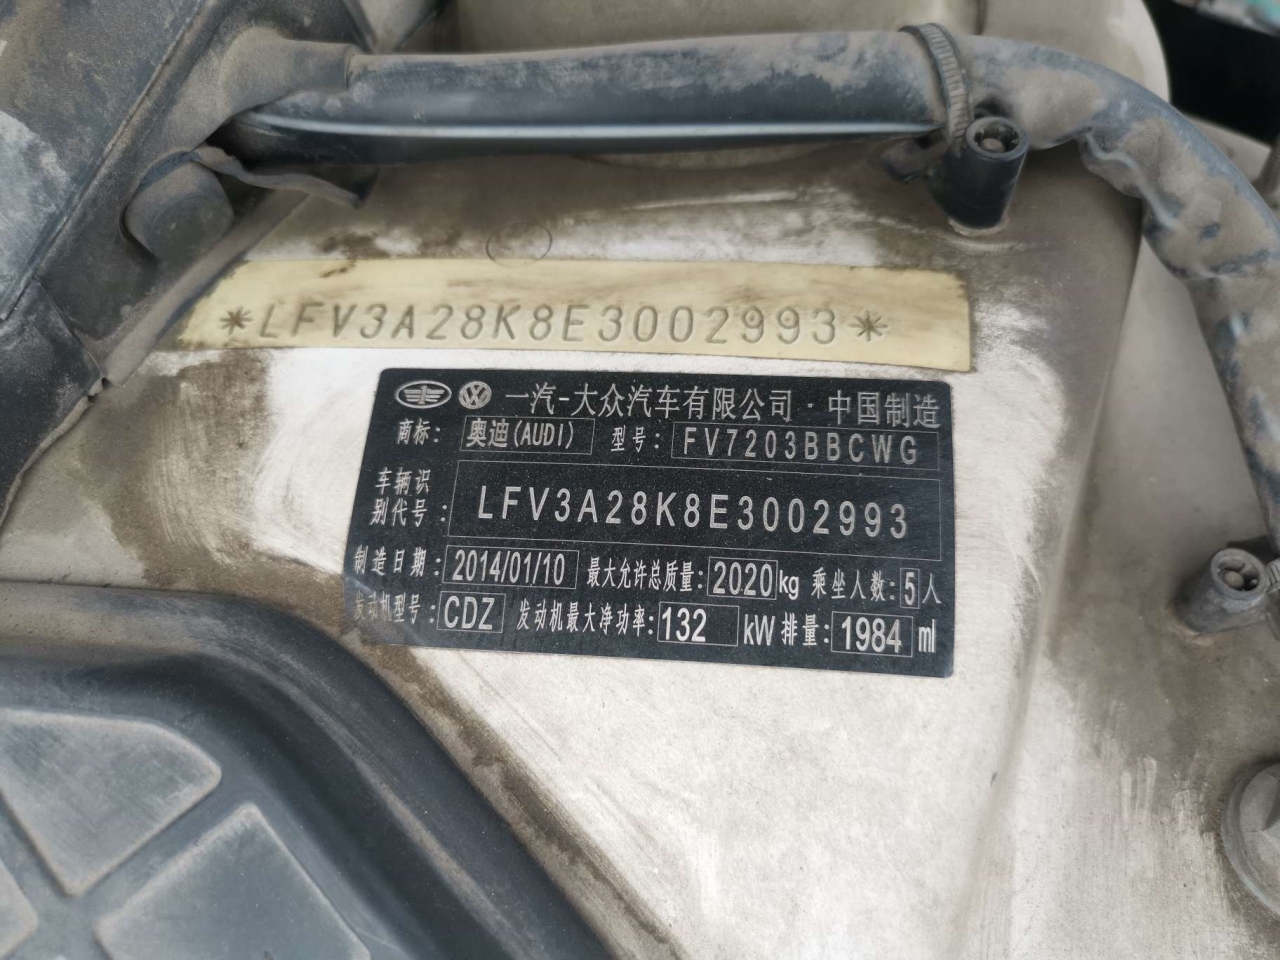 *LFV3A28K8E3002993*
一汽-大众汽车有限公司·中国制造
商标: 奥迪(AUDI) 型号: FV7203BBCWG
车辆识
别代号: LFV3A28K8E3002993
制造日期: 2014/01/10 最大允许总质量: 2020kg 乘坐人数: 5人
发动机型号: CDZ 发动机最大净功率: 132 kW 排量: 1984 ml